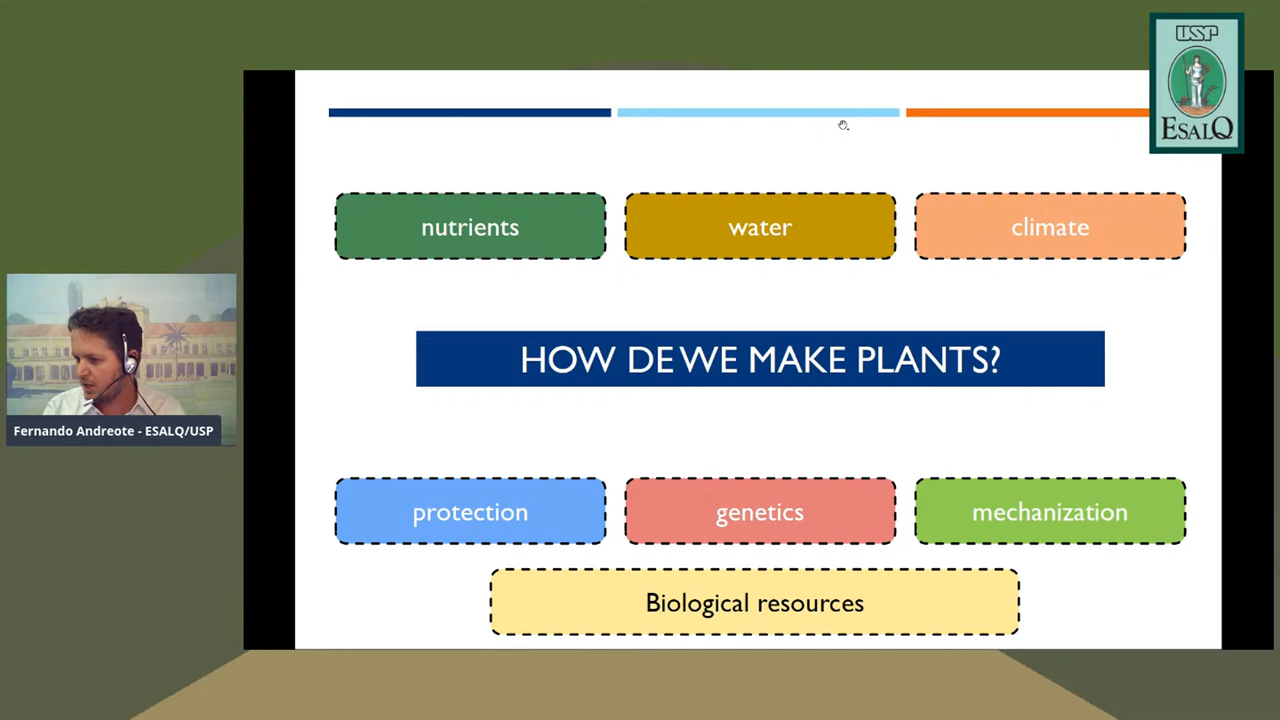 USP
ESALQ
nutrients
water
climate
HOW DE WE MAKE PLANTS?
Fernando Andreote - ESALQ/USP
protection
genetics
mechanization
Biological resources